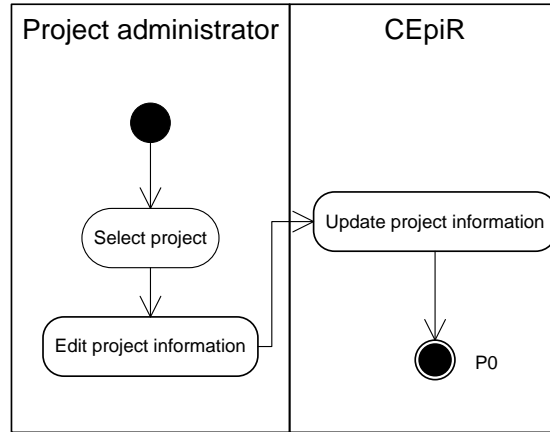 Project administrator
CEpiR
Select project
Update project information
Edit project information
P0